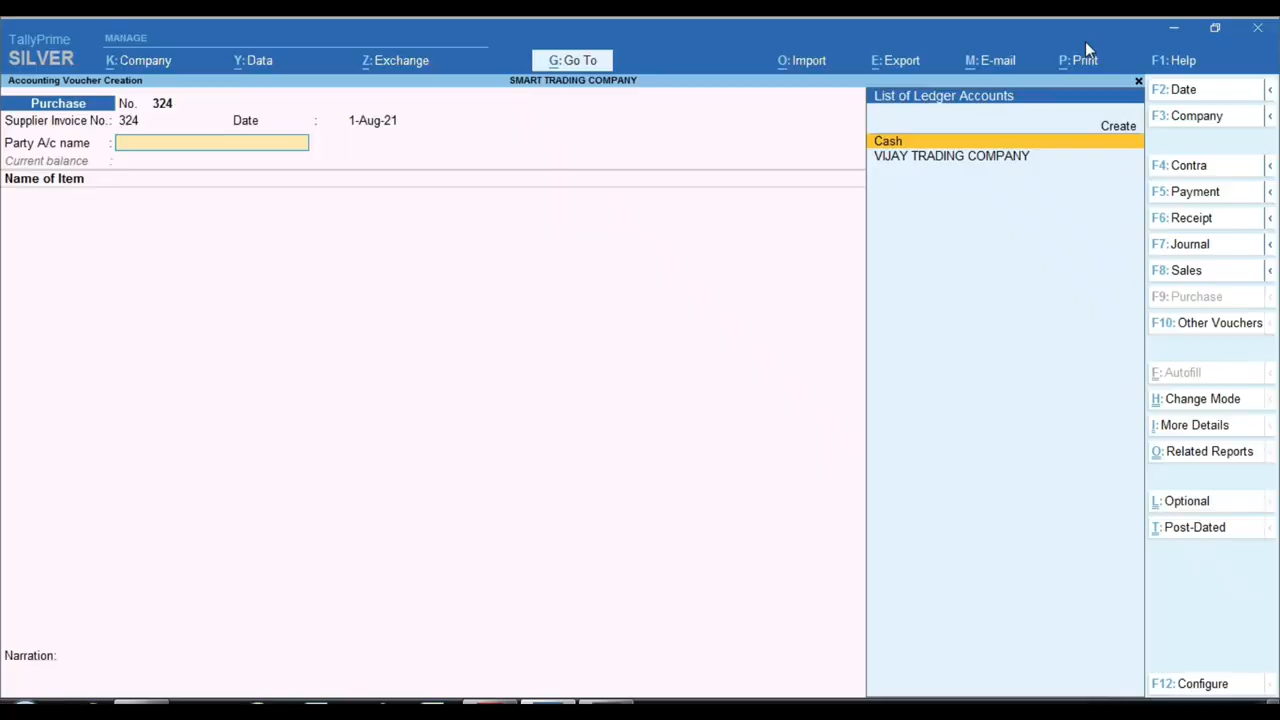 TallyPrime
SILVER
MANAGE
K: Company
Y: Data
Z: Exchange
G: Go To
O: Import
E: Export
M: E-mail
P: Print
F1: Help
Accounting Voucher Creation
SMART TRADING COMPANY
×
Purchase No. 324
Supplier Invoice No.: 324 Date : 1-Aug-21
Party A/c name :
Current balance :
Name of Item
Narration:
List of Ledger Accounts
Create
Cash
VIJAY TRADING COMPANY
F2: Date
F3: Company
F4: Contra
F5: Payment
F6: Receipt
F7: Journal
F8: Sales
F9: Purchase
F10: Other Vouchers
E: Autofill
H: Change Mode
I: More Details
O: Related Reports
L: Optional
T: Post-Dated
F12: Configure